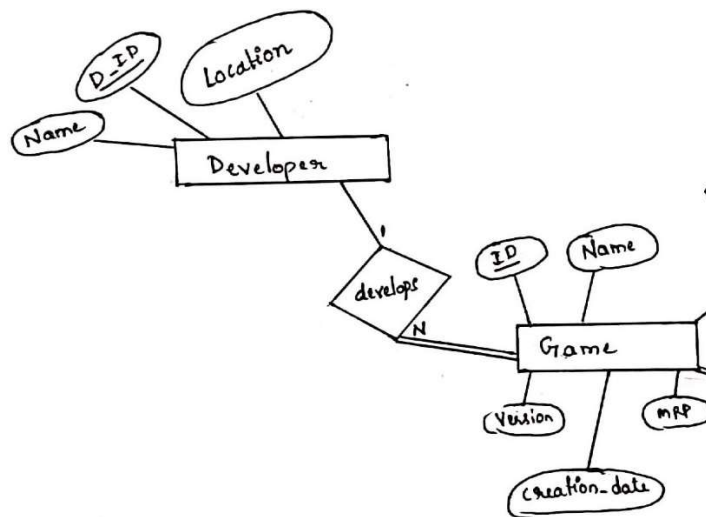 D_ID
Location
Name
Developer
1
develops
N
ID
Name
Game
Version
MRP
creation_date